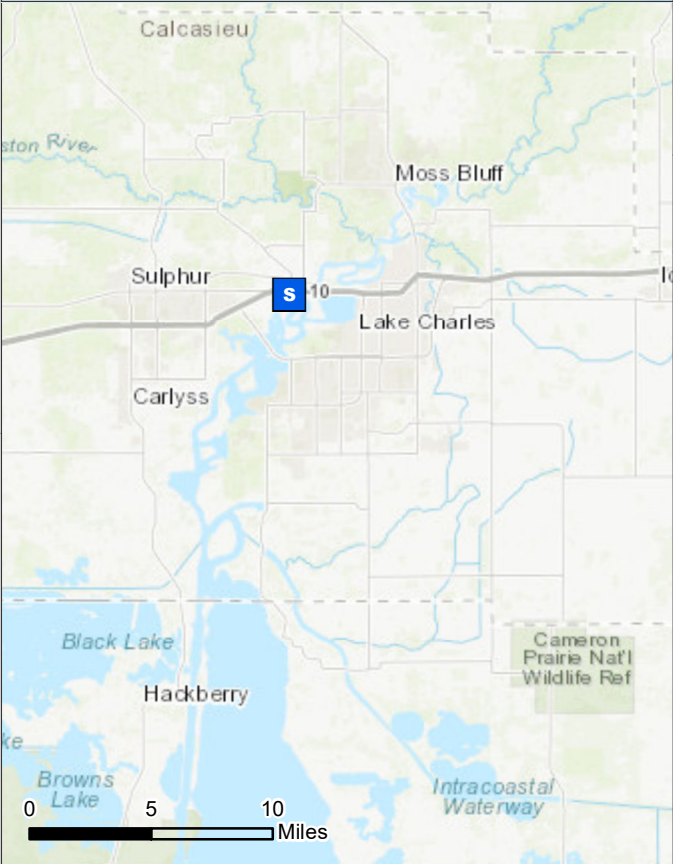 Calcasieu
ston River
Moss Bluff
Sulphur
S
10
Io
Lake Charles
Carlyss
Black Lake
Cameron
Prairie Nat'l
Wildlife Ref
Hackberry
ke
Browns
Lake
Intracoastal
Waterway
0 5 10
Miles